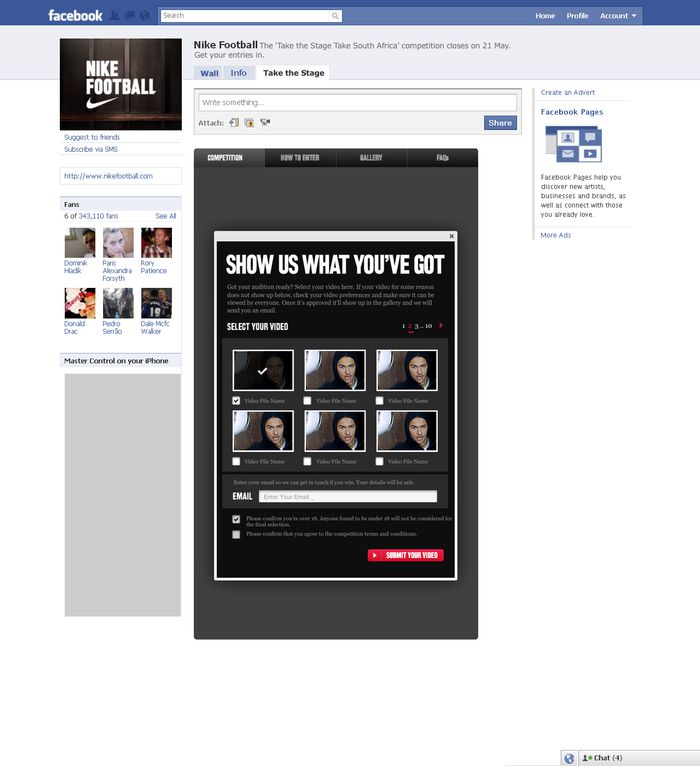 facebook
Search
Home Profile Account
NIKE
FOOTBALL
Nike Football The 'Take the Stage Take South Africa' competition closes on 21 May.
Get your entries in.
Wall Info Take the Stage
Write something...
Attach:
Share
Suggest to friends
Subscribe via SMS
http://www.nikefootball.com
Fans
6 of 343,110 fans See All
Dominik
Hladík
Paris
Alexandra
Forsyth
Rory
Patience
Donald
Drac
Pedro
Serrão
Dale Mcfc
Walker
Master Control on your iPhone
COMPETITION HOW TO ENTER GALLERY FAQs
SHOW US WHAT YOU'VE GOT
Got your audition ready? Select your video here. If your video for some reason
does not show up below, check your video preferences and make sure it can be
viewed by everyone. Once it's approved it'll show up in the gallery and we will
send you an email.
SELECT YOUR VIDEO 1 2 3 ... 10
Video File Name Video File Name Video File Name
Video File Name Video File Name Video File Name
Enter your email so we can get in touch if you win. Your details will be safe.
EMAIL Enter Your Email _
Please confirm you're over 18. Anyone found to be under 18 will not be considered for
the final selection.
Please confirm that you agree to the competition terms and conditions.
SUBMIT YOUR VIDEO
Create an Advert
Facebook Pages
Facebook Pages help you
discover new artists,
businesses and brands, as
well as connect with those
you already love.
More Ads
Chat (4)